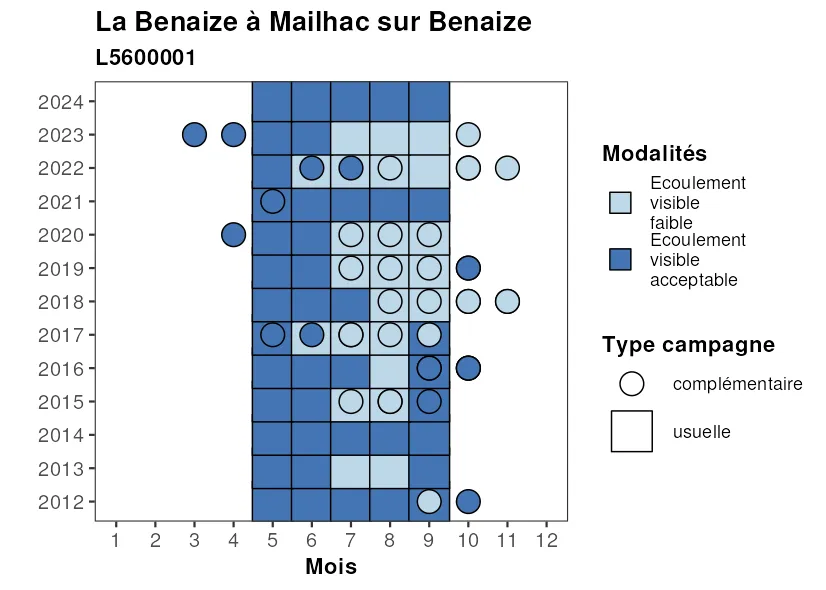 La Benaize à Mailhac sur Benaize
L5600001
2024
2023
2022
2021
2020
2019
2018
2017
2016
2015
2014
2013
2012
1 2 3 4 5 6 7 8 9 10 11 12
Mois
Modalités
Ecoulement
visible
faible
Ecoulement
visible
acceptable
Type campagne
complémentaire
usuelle